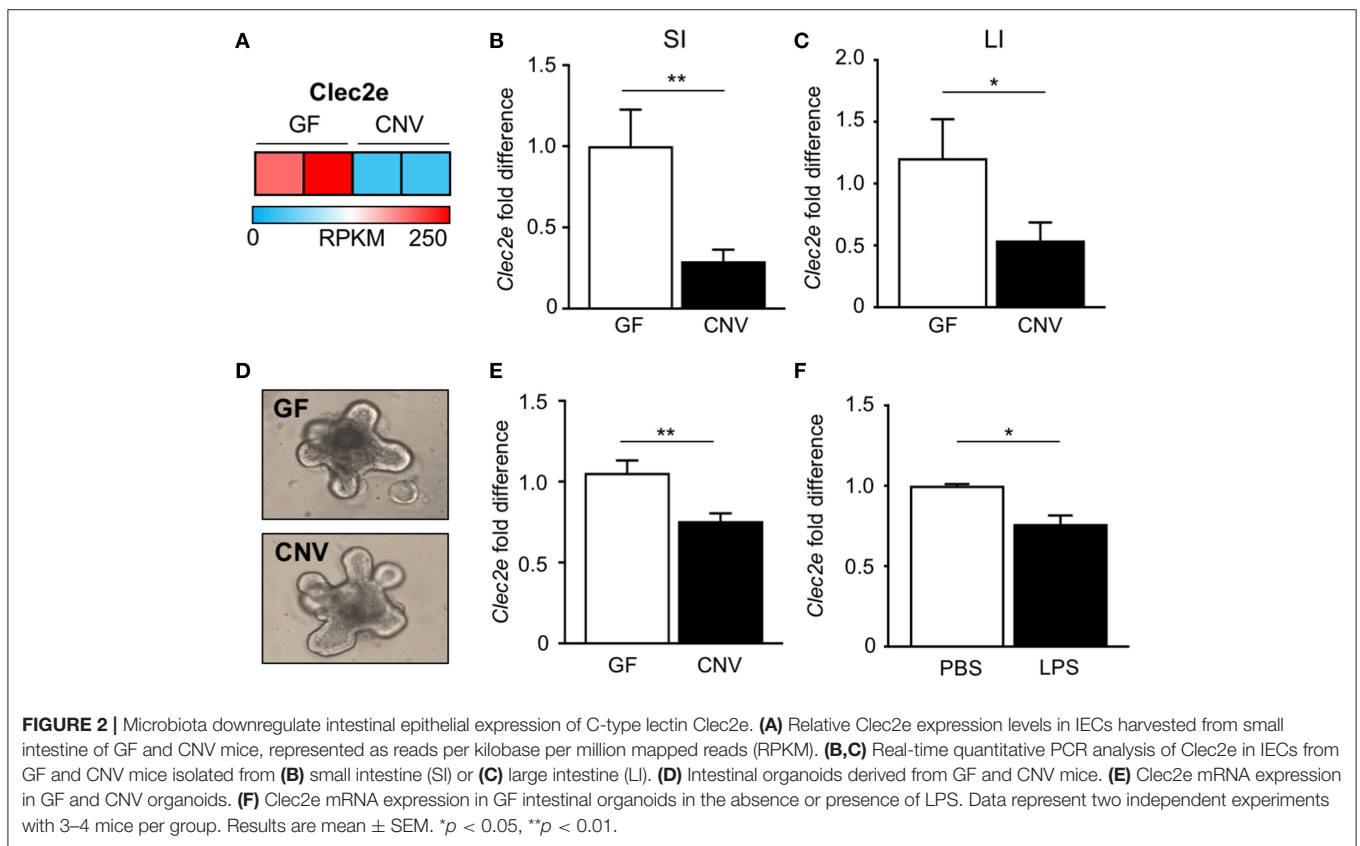 A
Clec2e
GF CNV
0 RPKM 250
B
SI
Clec2e fold difference
1.5
1.0
0.5
0
**
GF CNV
C
LI
Clec2e fold difference
2.0
1.5
1.0
0.5
0
*
GF CNV
D
GF
CNV
E
Clec2e fold difference
1.5
1.0
0.5
0
**
GF CNV
F
Clec2e fold difference
1.5
1.0
0.5
0
*
PBS LPS
FIGURE 2 | Microbiota downregulate intestinal epithelial expression of C-type lectin Clec2e. (A) Relative Clec2e expression levels in IECs harvested from small
intestine of GF and CNV mice, represented as reads per kilobase per million mapped reads (RPKM). (B,C) Real-time quantitative PCR analysis of Clec2e in IECs from
GF and CNV mice isolated from (B) small intestine (SI) or (C) large intestine (LI). (D) Intestinal organoids derived from GF and CNV mice. (E) Clec2e mRNA expression
in GF and CNV organoids. (F) Clec2e mRNA expression in GF intestinal organoids in the absence or presence of LPS. Data represent two independent experiments
with 3–4 mice per group. Results are mean ± SEM. *p < 0.05, **p < 0.01.